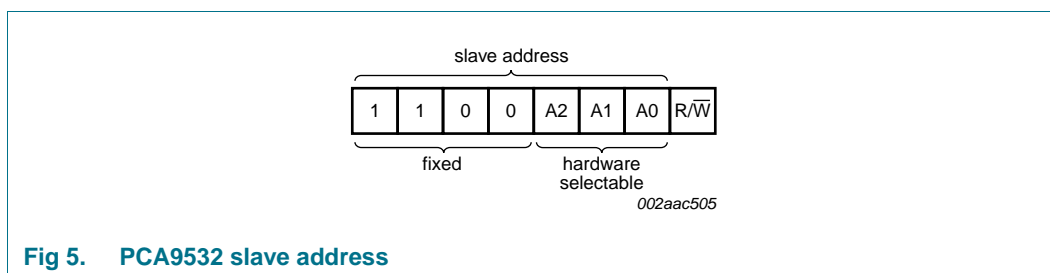 slave address
1 1 0 0 A2 A1 A0 R/W̅
fixed
hardware
selectable
002aac505
Fig 5. PCA9532 slave address